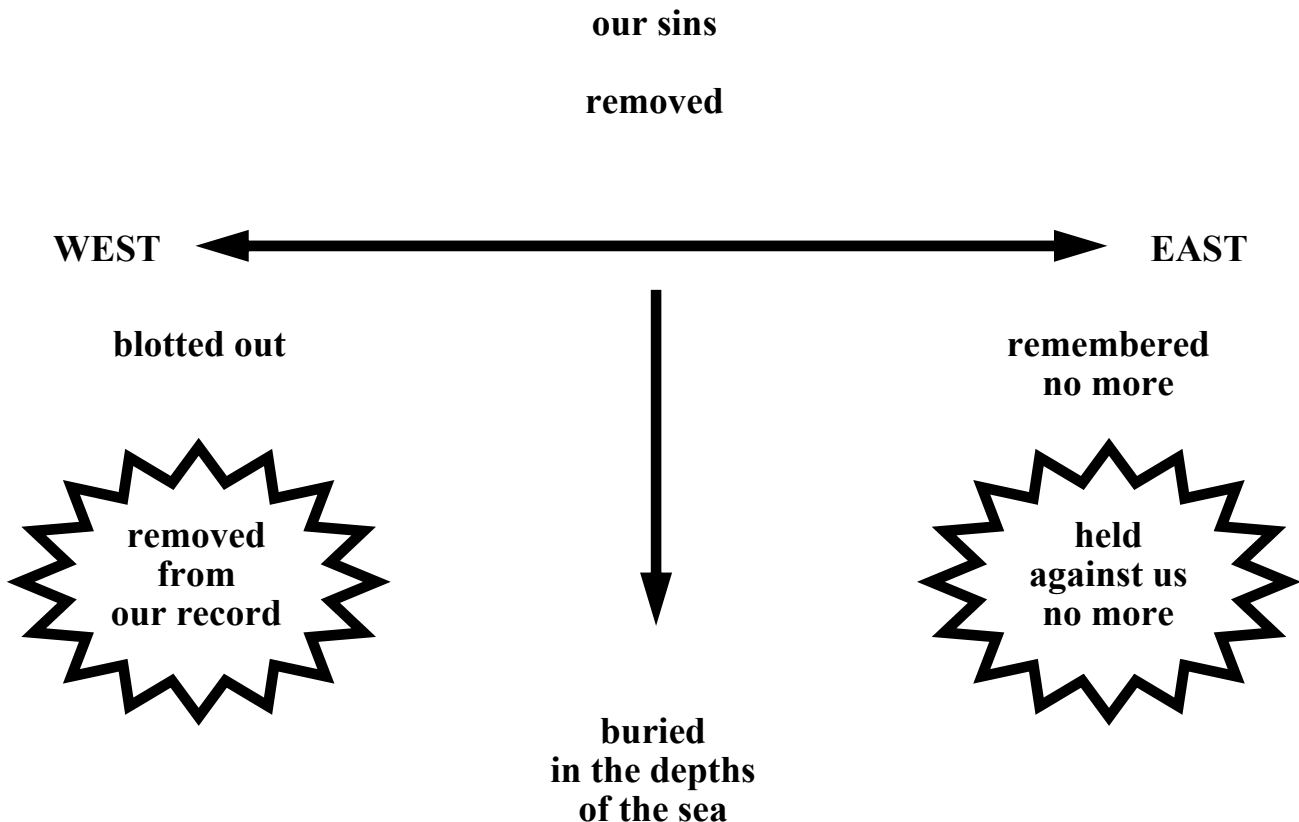 our sins
removed
WEST
EAST
blotted out
remembered
no more
removed
from
our record
held
against us
no more
buried
in the depths
of the sea